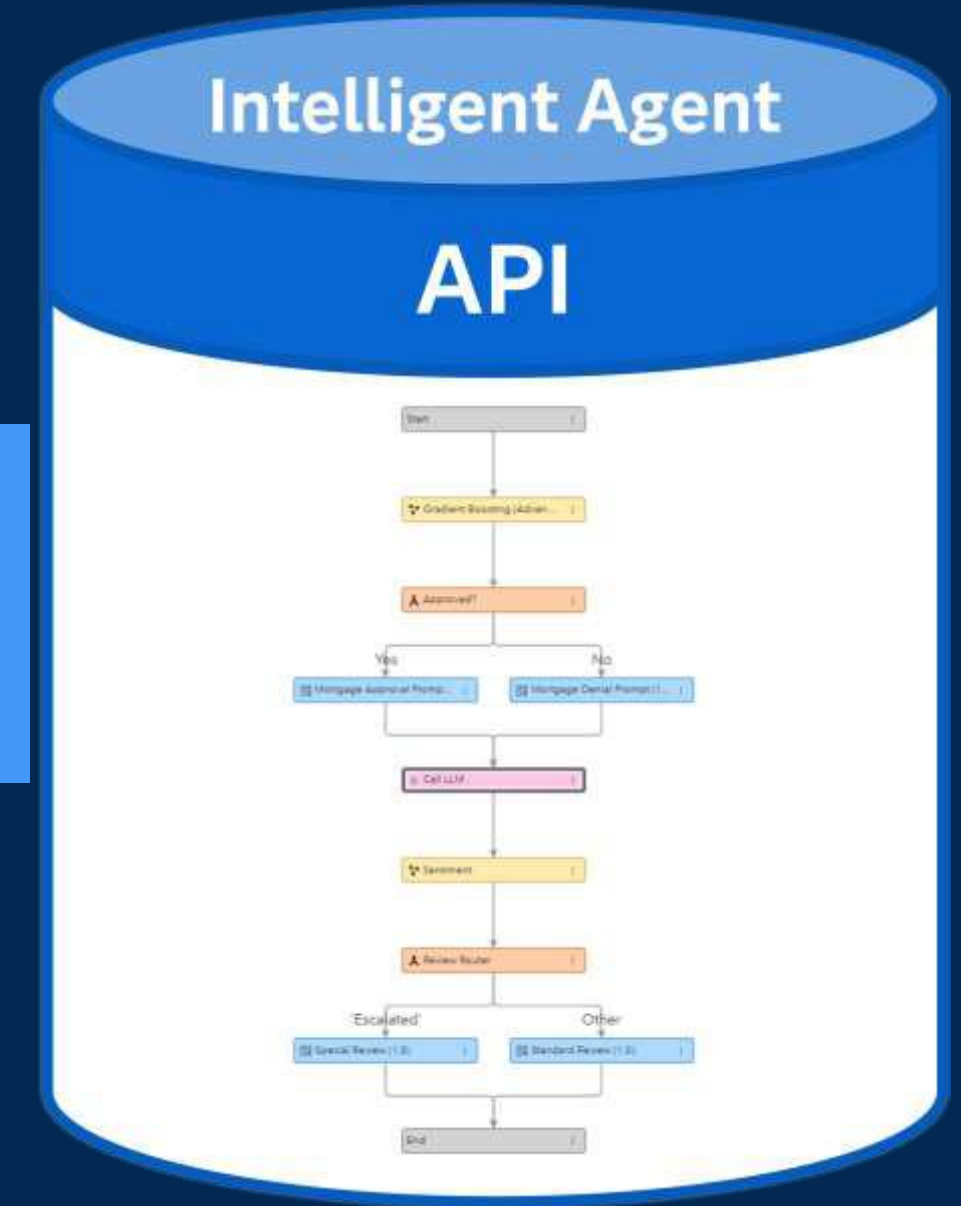 Intelligent Agent
API
Start
Gradient Boosting (Advan...
Approved?
Yes
No
Mortgage Approval Promp...
Mortgage Denial Prompt (1...
Call LLM
Sentiment
Review Router
'Escalated'
Other
Special Review (1.0)
Standard Review (1.0)
End